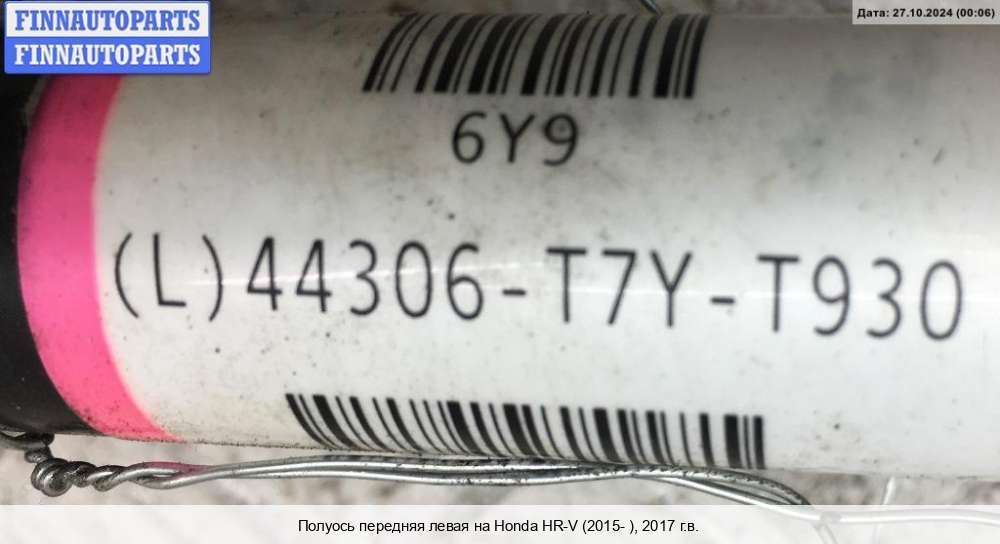 FINNAUTOPARTS
FINNAUTOPARTS
Дата: 27.10.2024 (00:06)
6Y9
(L)44306-T7Y-T930
Полуось передняя левая на Honda HR-V (2015- ), 2017 г.в.